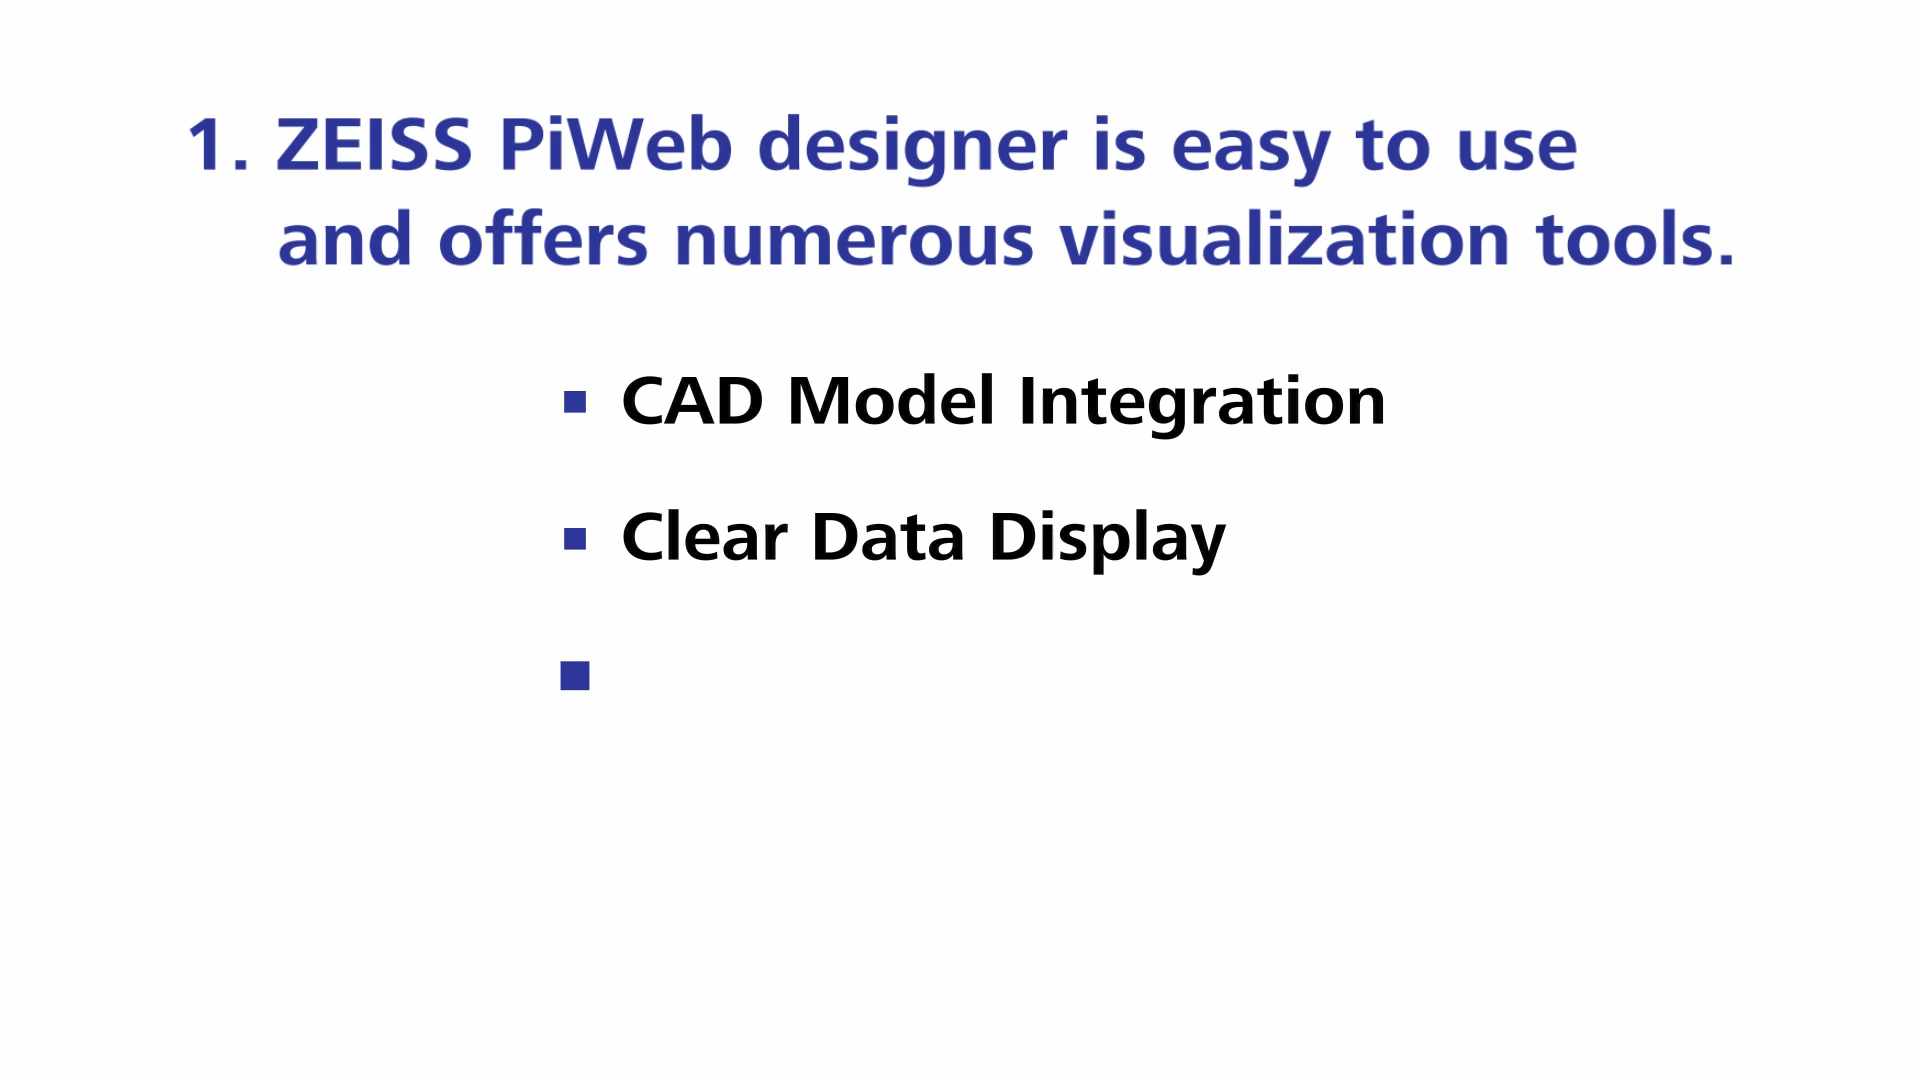 1. ZEISS PiWeb designer is easy to use
and offers numerous visualization tools.
▪ CAD Model Integration
▪ Clear Data Display
▪